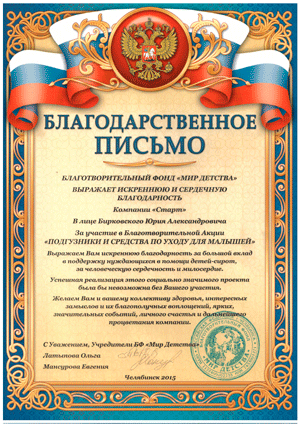 БЛАГОДАРСТВЕННОЕ
ПИСЬМО
БЛАГОТВОРИТЕЛЬНЫЙ ФОНД «МИР ДЕТСТВА»
ВЫРАЖАЕТ ИСКРЕННЮЮ И СЕРДЕЧНУЮ
БЛАГОДАРНОСТЬ
Компании «Старт»
В лице Бирковского Юрия Александровича
За участие в Благотворительной Акции
«ПОДГУЗНИКИ И СРЕДСТВА ПО УХОДУ ДЛЯ МАЛЫШЕЙ»
Выражаем Вам искреннюю благодарность за большой вклад
в поддержку нуждающихся в помощи детей-сирот,
за человеческую сердечность и милосердие.
Успешная реализация этого социально значимого проекта
была бы невозможна без Вашего участия.
Желаем Вам и вашему коллективу здоровья, интересных
замыслов и их благополучных воплощений, ярких,
значительных событий, личного счастья и дальнейшего
процветания компании.
С Уважением, Учредители БФ «Мир Детства»
Латыпова Ольга
Мансурова Евгения
Челябинск 2015